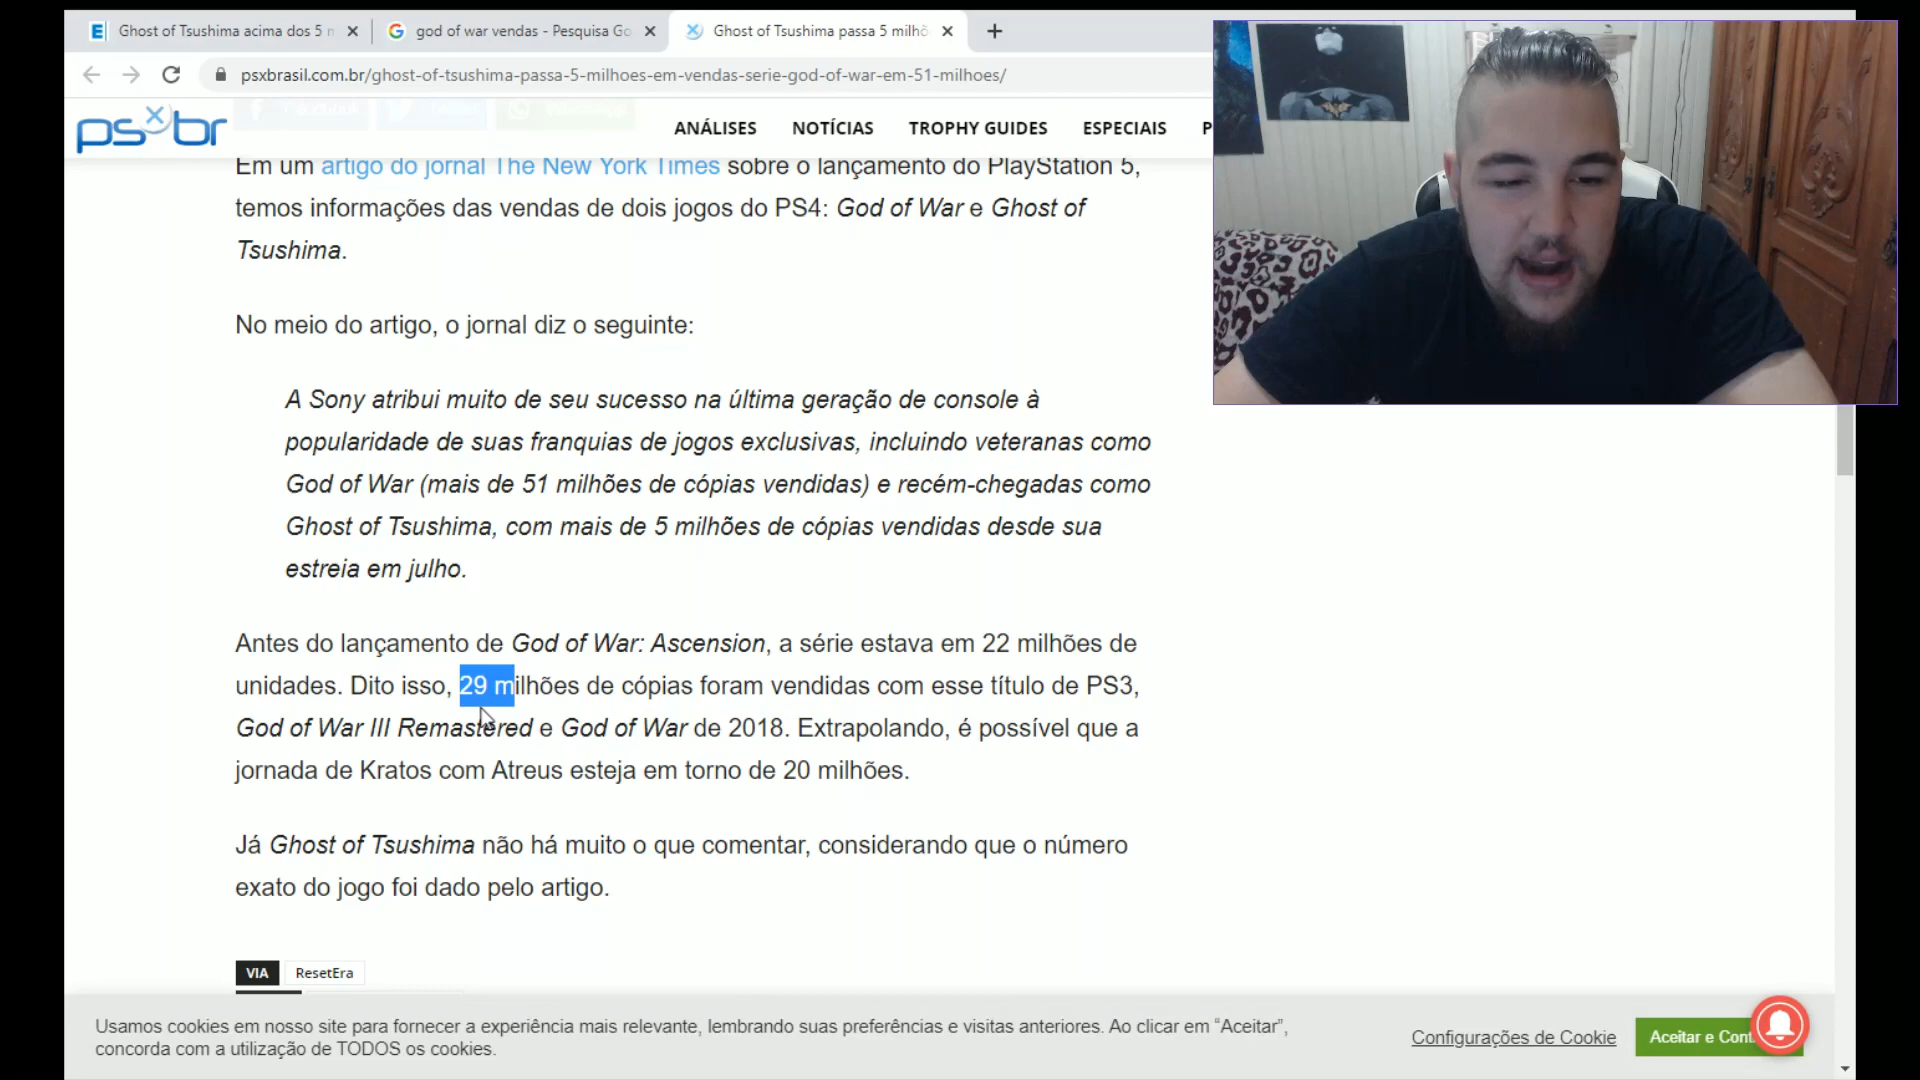 Ghost of Tsushima acima dos 5 m
god of war vendas - Pesquisa Go
Ghost of Tsushima passa 5 milhõ
psxbrasil.com.br/ghost-of-tsushima-passa-5-milhoes-em-vendas-serie-god-of-war-em-51-milhoes/
psxbr
ANÁLISES NOTÍCIAS TROPHY GUIDES ESPECIAIS P
Em um artigo do jornal The New York Times sobre o lançamento do PlayStation 5,
temos informações das vendas de dois jogos do PS4: God of War e Ghost of
Tsushima.
No meio do artigo, o jornal diz o seguinte:
A Sony atribui muito de seu sucesso na última geração de console à
popularidade de suas franquias de jogos exclusivas, incluindo veteranas como
God of War (mais de 51 milhões de cópias vendidas) e recém-chegadas como
Ghost of Tsushima, com mais de 5 milhões de cópias vendidas desde sua
estreia em julho.
Antes do lançamento de God of War: Ascension, a série estava em 22 milhões de
unidades. Dito isso, 29 milhões de cópias foram vendidas com esse título de PS3,
God of War III Remastered e God of War de 2018. Extrapolando, é possível que a
jornada de Kratos com Atreus esteja em torno de 20 milhões.
Já Ghost of Tsushima não há muito o que comentar, considerando que o número
exato do jogo foi dado pelo artigo.
VIA ResetEra
Usamos cookies em nosso site para fornecer a experiência mais relevante, lembrando suas preferências e visitas anteriores. Ao clicar em “Aceitar”,
concorda com a utilização de TODOS os cookies.
Configurações de Cookie
Aceitar e Cont